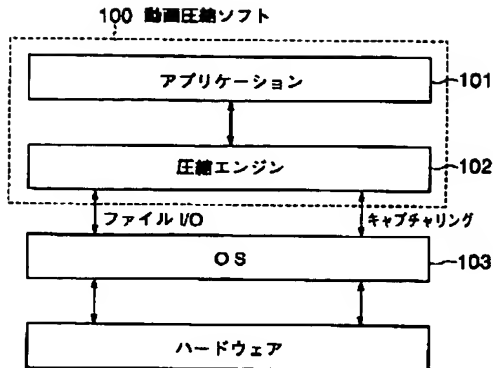 100 動画圧縮ソフト
アプリケーション
101
圧縮エンジン
102
ファイル I/O
キャプチャリング
OS
103
ハードウェア